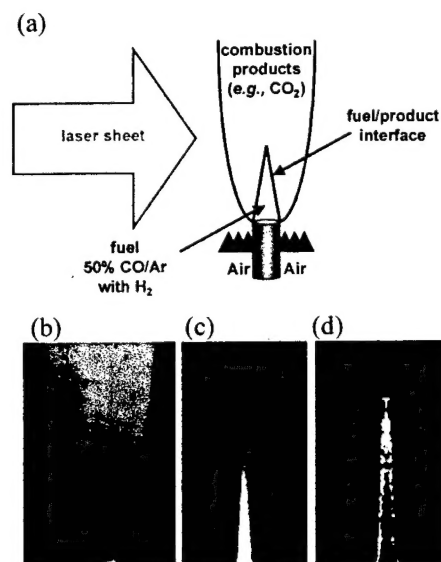 (a)
combustion
products
(e.g., CO₂)
fuel/product
interface
laser sheet
fuel
50% CO/Ar
with H₂
Air Air
(b) (c) (d)